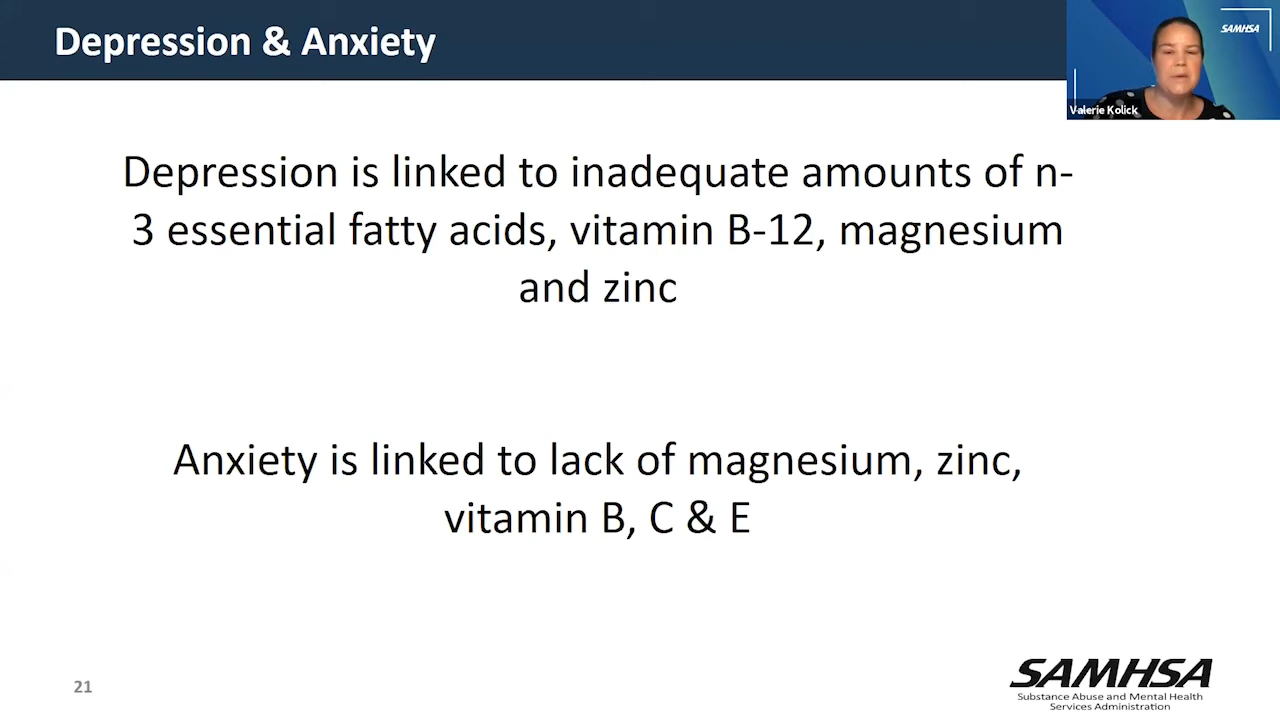 Depression & Anxiety
SAMHSA
Valerie Kolick
Depression is linked to inadequate amounts of n-
3 essential fatty acids, vitamin B-12, magnesium
and zinc
Anxiety is linked to lack of magnesium, zinc,
vitamin B, C & E
21
SAMHSA
Substance Abuse and Mental Health
Services Administration